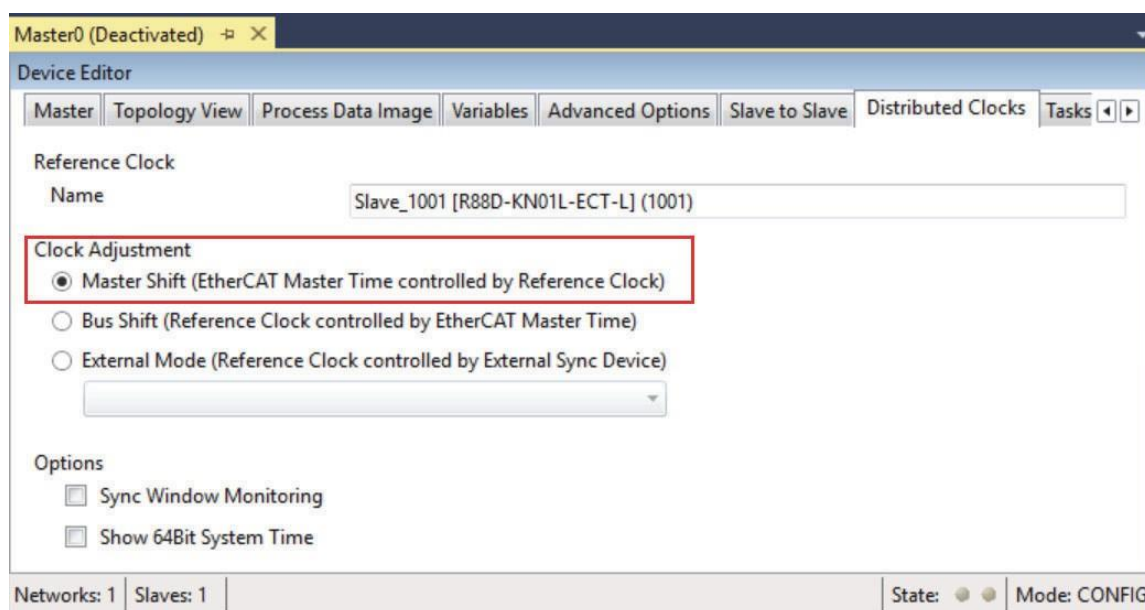 Master0 (Deactivated)
Device Editor
Master Topology View Process Data Image Variables Advanced Options Slave to Slave Distributed Clocks Tasks
Reference Clock
Name Slave_1001 [R88D-KN01L-ECT-L] (1001)
Clock Adjustment
Master Shift (EtherCAT Master Time controlled by Reference Clock)
Bus Shift (Reference Clock controlled by EtherCAT Master Time)
External Mode (Reference Clock controlled by External Sync Device)
Options
Sync Window Monitoring
Show 64Bit System Time
Networks: 1 Slaves: 1 State: Mode: CONFIG